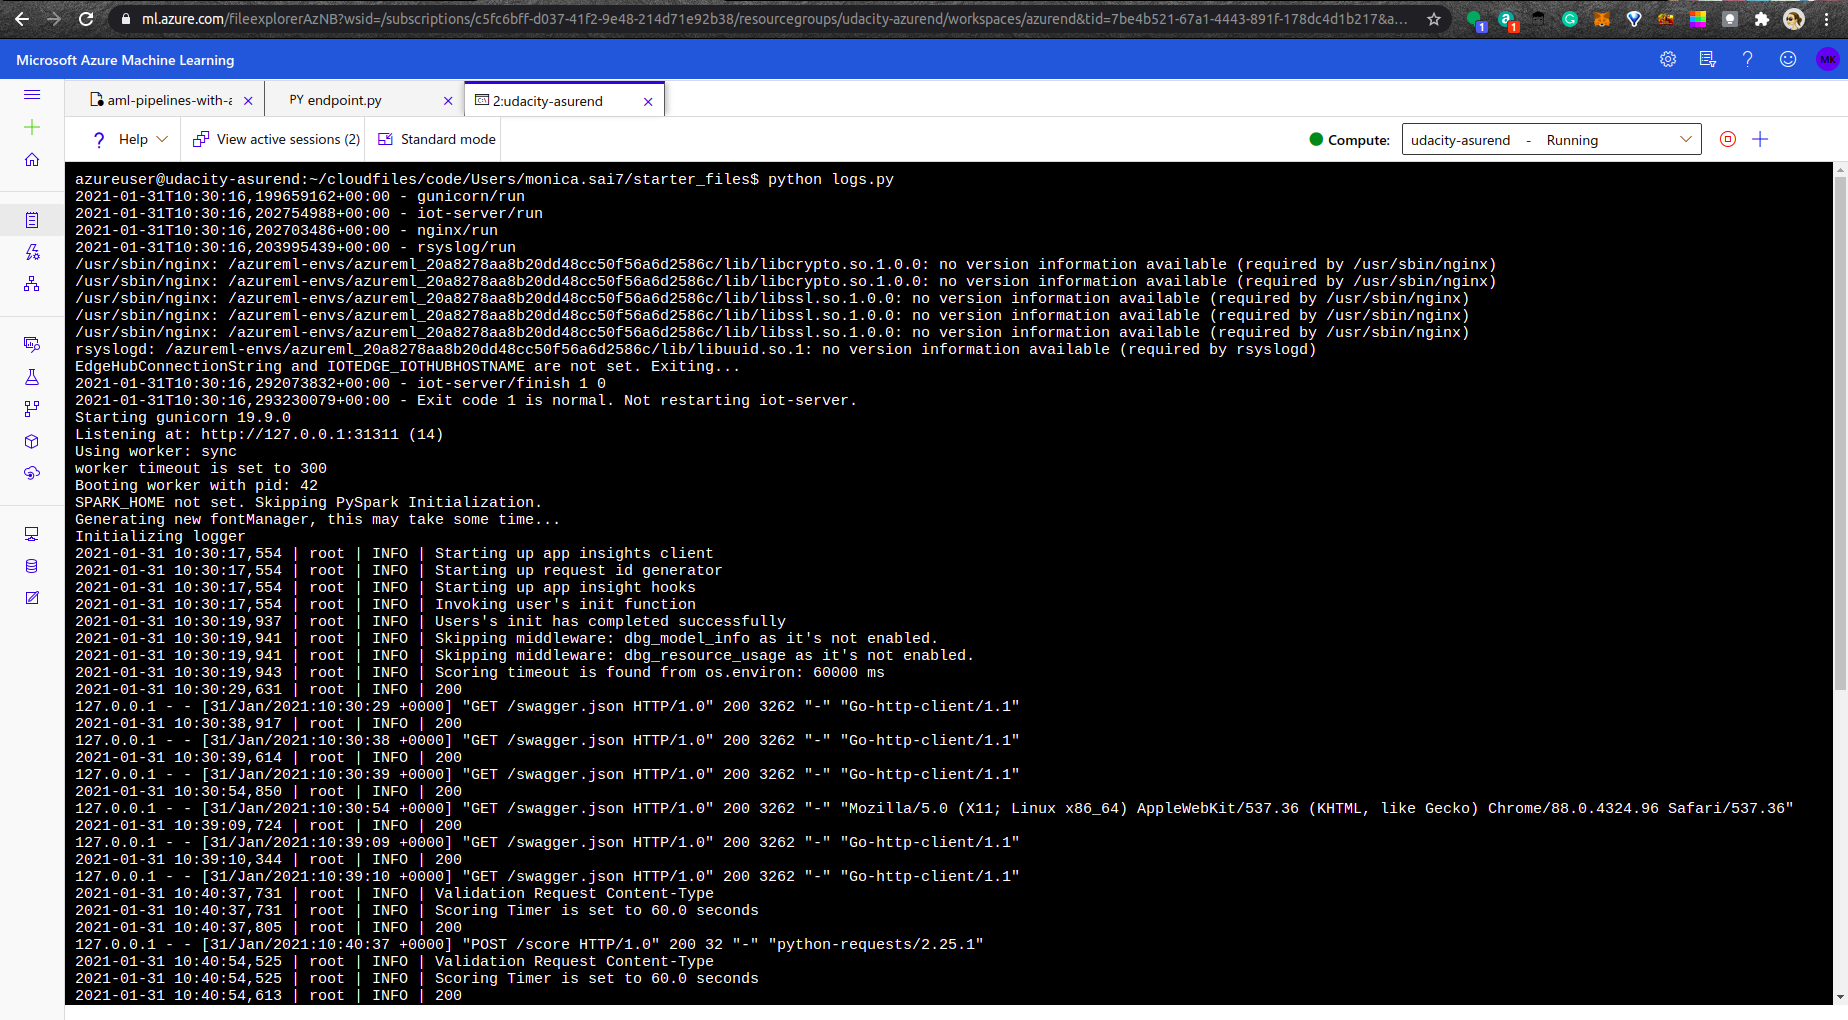 ml.azure.com/fileexplorerAzNB?wsid=/subscriptions/c5fc6bff-d037-41f2-9e48-214d71e92b38/resourcegroups/udacity-azurend/workspaces/azurend&tid=7be4b521-67a1-4443-891f-178dc4d1b217&a...
1
1
Microsoft Azure Machine Learning
MK
aml-pipelines-with-a
PY endpoint.py
2:udacity-asurend
? Help
View active sessions (2)
Standard mode
Compute:
udacity-asurend - Running
azureuser@udacity-asurend:~/cloudfiles/code/Users/monica.sai7/starter_files$ python logs.py
2021-01-31T10:30:16,199659162+00:00 - gunicorn/run
2021-01-31T10:30:16,202754988+00:00 - iot-server/run
2021-01-31T10:30:16,202703486+00:00 - nginx/run
2021-01-31T10:30:16,203995439+00:00 - rsyslog/run
/usr/sbin/nginx: /azureml-envs/azureml_20a8278aa8b20dd48cc50f56a6d2586c/lib/libcrypto.so.1.0.0: no version information available (required by /usr/sbin/nginx)
/usr/sbin/nginx: /azureml-envs/azureml_20a8278aa8b20dd48cc50f56a6d2586c/lib/libcrypto.so.1.0.0: no version information available (required by /usr/sbin/nginx)
/usr/sbin/nginx: /azureml-envs/azureml_20a8278aa8b20dd48cc50f56a6d2586c/lib/libssl.so.1.0.0: no version information available (required by /usr/sbin/nginx)
/usr/sbin/nginx: /azureml-envs/azureml_20a8278aa8b20dd48cc50f56a6d2586c/lib/libssl.so.1.0.0: no version information available (required by /usr/sbin/nginx)
/usr/sbin/nginx: /azureml-envs/azureml_20a8278aa8b20dd48cc50f56a6d2586c/lib/libssl.so.1.0.0: no version information available (required by /usr/sbin/nginx)
rsyslogd: /azureml-envs/azureml_20a8278aa8b20dd48cc50f56a6d2586c/lib/libuuid.so.1: no version information available (required by rsyslogd)
EdgeHubConnectionString and IOTEDGE_IOTHUBHOSTNAME are not set. Exiting...
2021-01-31T10:30:16,292073832+00:00 - iot-server/finish 1 0
2021-01-31T10:30:16,293230079+00:00 - Exit code 1 is normal. Not restarting iot-server.
Starting gunicorn 19.9.0
Listening at: http://127.0.0.1:31311 (14)
Using worker: sync
worker timeout is set to 300
Booting worker with pid: 42
SPARK_HOME not set. Skipping PySpark Initialization.
Generating new fontManager, this may take some time...
Initializing logger
2021-01-31 10:30:17,554 | root | INFO | Starting up app insights client
2021-01-31 10:30:17,554 | root | INFO | Starting up request id generator
2021-01-31 10:30:17,554 | root | INFO | Starting up app insight hooks
2021-01-31 10:30:17,554 | root | INFO | Invoking user's init function
2021-01-31 10:30:19,937 | root | INFO | Users's init has completed successfully
2021-01-31 10:30:19,941 | root | INFO | Skipping middleware: dbg_model_info as it's not enabled.
2021-01-31 10:30:19,941 | root | INFO | Skipping middleware: dbg_resource_usage as it's not enabled.
2021-01-31 10:30:19,943 | root | INFO | Scoring timeout is found from os.environ: 60000 ms
2021-01-31 10:30:29,631 | root | INFO | 200
127.0.0.1 - - [31/Jan/2021:10:30:29 +0000] "GET /swagger.json HTTP/1.0" 200 3262 "-" "Go-http-client/1.1"
2021-01-31 10:30:38,917 | root | INFO | 200
127.0.0.1 - - [31/Jan/2021:10:30:38 +0000] "GET /swagger.json HTTP/1.0" 200 3262 "-" "Go-http-client/1.1"
2021-01-31 10:30:39,614 | root | INFO | 200
127.0.0.1 - - [31/Jan/2021:10:30:39 +0000] "GET /swagger.json HTTP/1.0" 200 3262 "-" "Go-http-client/1.1"
2021-01-31 10:30:54,850 | root | INFO | 200
127.0.0.1 - - [31/Jan/2021:10:30:54 +0000] "GET /swagger.json HTTP/1.0" 200 3262 "-" "Mozilla/5.0 (X11; Linux x86_64) AppleWebKit/537.36 (KHTML, like Gecko) Chrome/88.0.4324.96 Safari/537.36"
2021-01-31 10:39:09,724 | root | INFO | 200
127.0.0.1 - - [31/Jan/2021:10:39:09 +0000] "GET /swagger.json HTTP/1.0" 200 3262 "-" "Go-http-client/1.1"
2021-01-31 10:39:10,344 | root | INFO | 200
127.0.0.1 - - [31/Jan/2021:10:39:10 +0000] "GET /swagger.json HTTP/1.0" 200 3262 "-" "Go-http-client/1.1"
2021-01-31 10:40:37,731 | root | INFO | Validation Request Content-Type
2021-01-31 10:40:37,731 | root | INFO | Scoring Timer is set to 60.0 seconds
2021-01-31 10:40:37,805 | root | INFO | 200
127.0.0.1 - - [31/Jan/2021:10:40:37 +0000] "POST /score HTTP/1.0" 200 32 "-" "python-requests/2.25.1"
2021-01-31 10:40:54,525 | root | INFO | Validation Request Content-Type
2021-01-31 10:40:54,525 | root | INFO | Scoring Timer is set to 60.0 seconds
2021-01-31 10:40:54,613 | root | INFO | 200